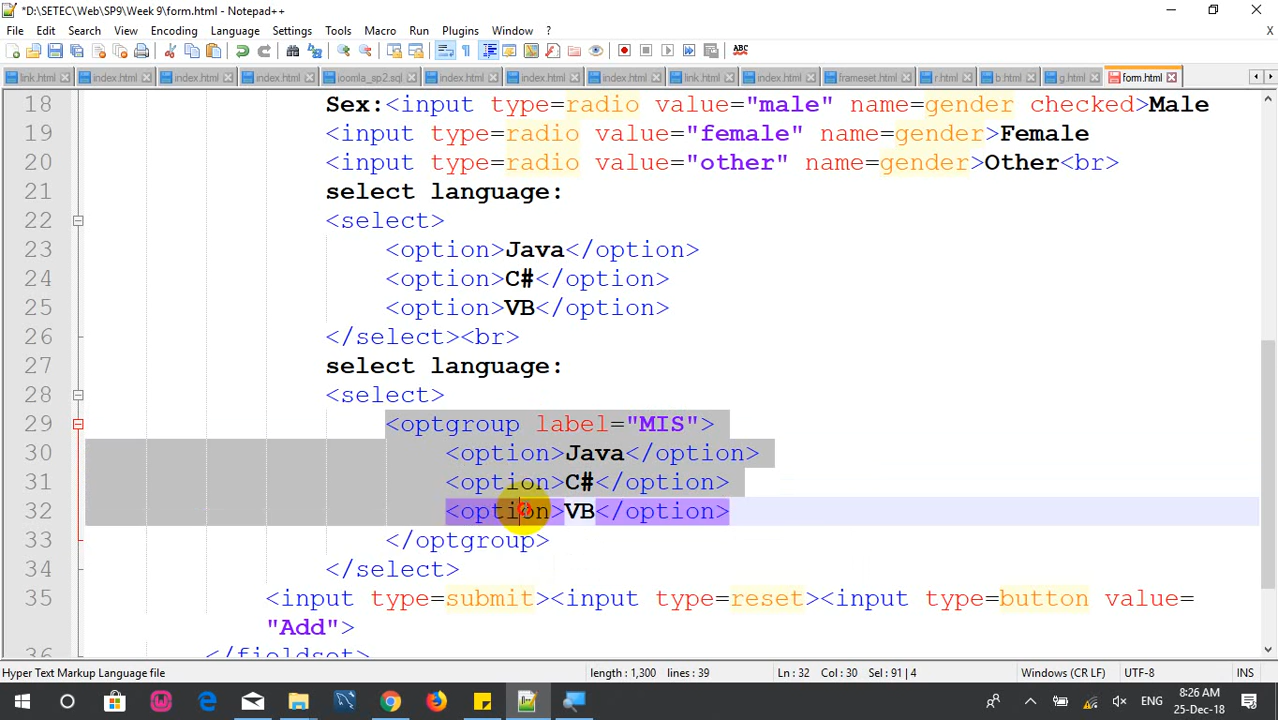 *D:\SETEC\Web\SP9\Week 9\form.html - Notepad++
File Edit Search View Encoding Language Settings Tools Macro Run Plugins Window ? X
link.html index.html index.html index.html joomla_sp2.sql index.html index.html index.html link.html index.html frameset.html r.html b.html g.html form.html
18 Sex:<input type=radio value="male" name=gender checked>Male
19 <input type=radio value="female" name=gender>Female
20 <input type=radio value="other" name=gender>Other<br>
21 select language:
22 <select>
23 <option>Java</option>
24 <option>C#</option>
25 <option>VB</option>
26 </select><br>
27 select language:
28 <select>
29 <optgroup label="MIS">
30 <option>Java</option>
31 <option>C#</option>
32 <option>VB</option>
33 </optgroup>
34 </select>
35 <input type=submit><input type=reset><input type=button value=
"Add">
36 </fieldset>
Hyper Text Markup Language file length : 1,300 lines : 39 Ln : 32 Col : 30 Sel : 91 | 4 Windows (CR LF) UTF-8 INS
ENG 8:26 AM
25-Dec-18